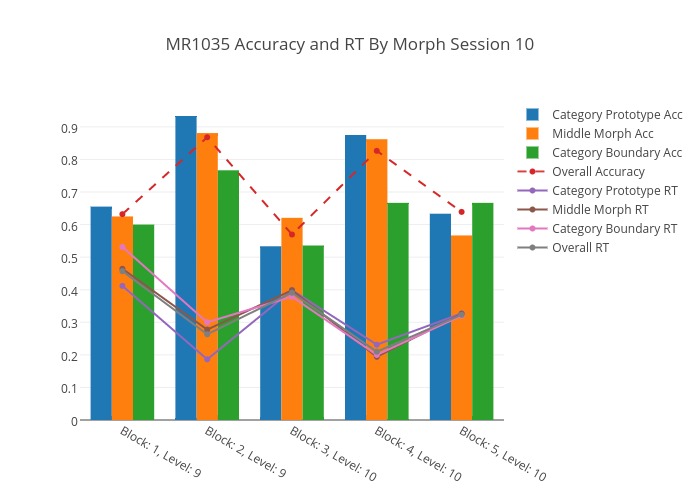 MR1035 Accuracy and RT By Morph Session 10
0.9
0.8
0.7
0.6
0.5
0.4
0.3
0.2
0.1
0
Block: 1, Level: 9
Block: 2, Level: 9
Block: 3, Level: 10
Block: 4, Level: 10
Block: 5, Level: 10
Category Prototype Acc
Middle Morph Acc
Category Boundary Acc
Overall Accuracy
Category Prototype RT
Middle Morph RT
Category Boundary RT
Overall RT